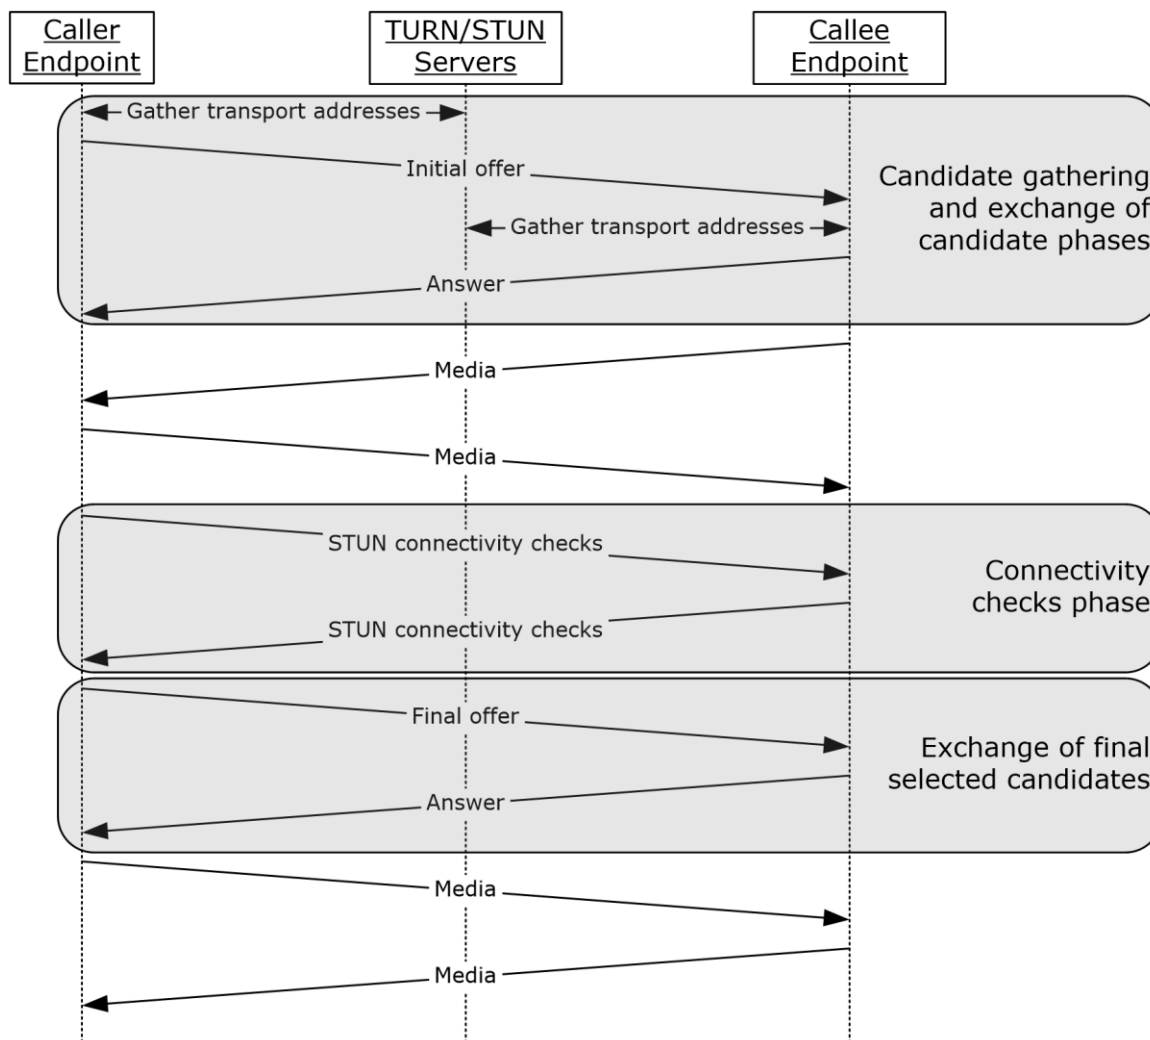 Caller
Endpoint
TURN/STUN
Servers
Callee
Endpoint
Gather transport addresses
Initial offer
Gather transport addresses
Answer
Candidate gathering
and exchange of
candidate phases
Media
Media
STUN connectivity checks
STUN connectivity checks
Connectivity
checks phase
Final offer
Answer
Exchange of final
selected candidates
Media
Media